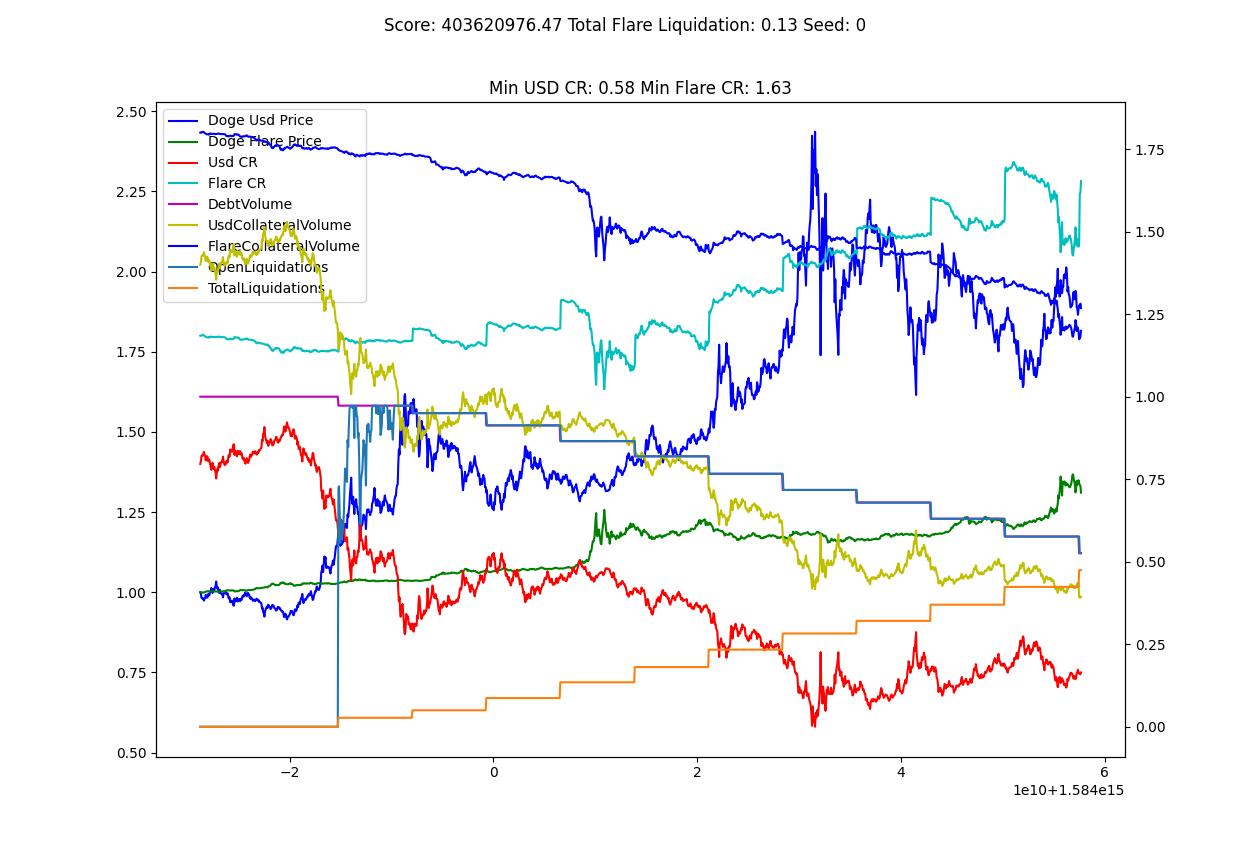 Score: 403620976.47 Total Flare Liquidation: 0.13 Seed: 0
Min USD CR: 0.58 Min Flare CR: 1.63
Doge Usd Price
Doge Flare Price
Usd CR
Flare CR
DebtVolume
UsdCollateralVolume
FlareCollateralVolume
OpenLiquidations
TotalLiquidations
2.50
2.25
2.00
1.75
1.50
1.25
1.00
0.75
0.50
1.75
1.50
1.25
1.00
0.75
0.50
0.25
0.00
−2 0 2 4 6
1e10+1.584e15